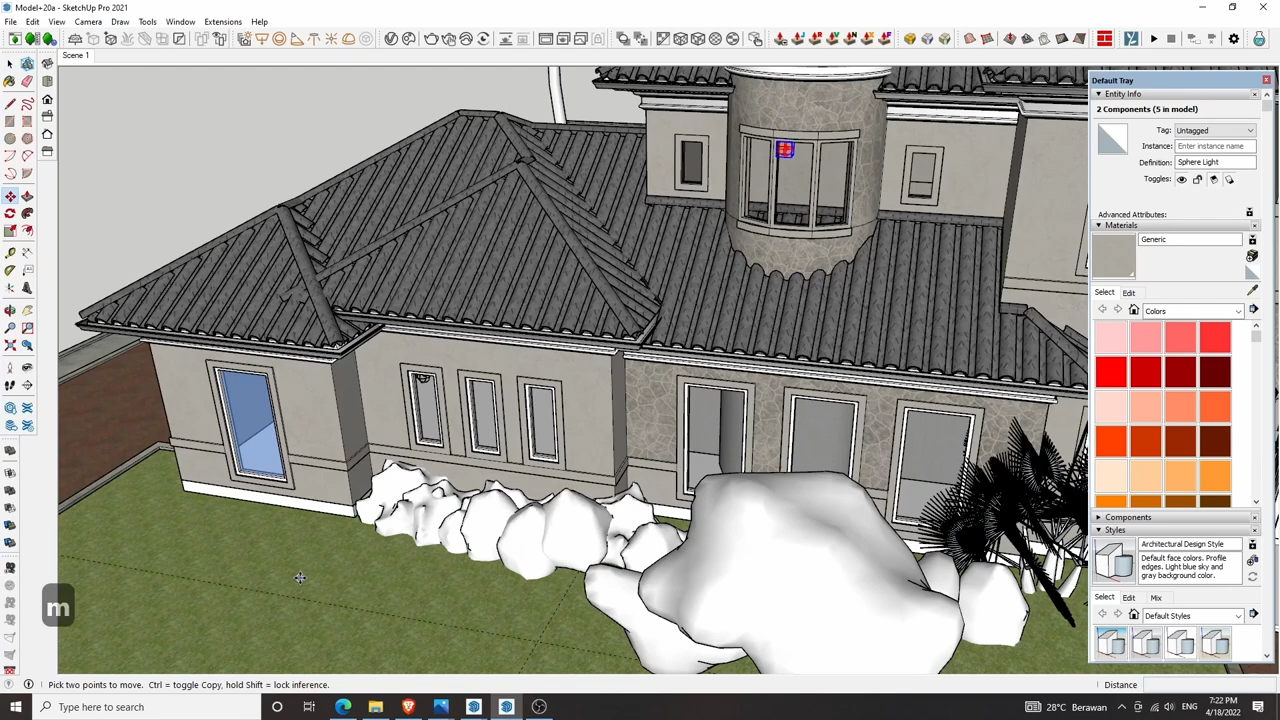 Model+20a - SketchUp Pro 2021
File Edit View Camera Draw Tools Window Extensions Help
Scene 1
Default Tray
Entity Info
2 Components (5 in model)
Tag: Untagged
Instance: Enter instance name
Definition: Sphere Light
Toggles:
Advanced Attributes:
Materials
Generic
Select Edit
Colors
Components
Styles
Architectural Design Style
Default face colors. Profile
edges. Light blue sky and
gray background color.
Select Edit Mix
Default Styles
m
Pick two points to move. Ctrl = toggle Copy, hold Shift = lock inference.
Distance
Type here to search
28°C Berawan
ENG
7:22 PM
4/18/2022